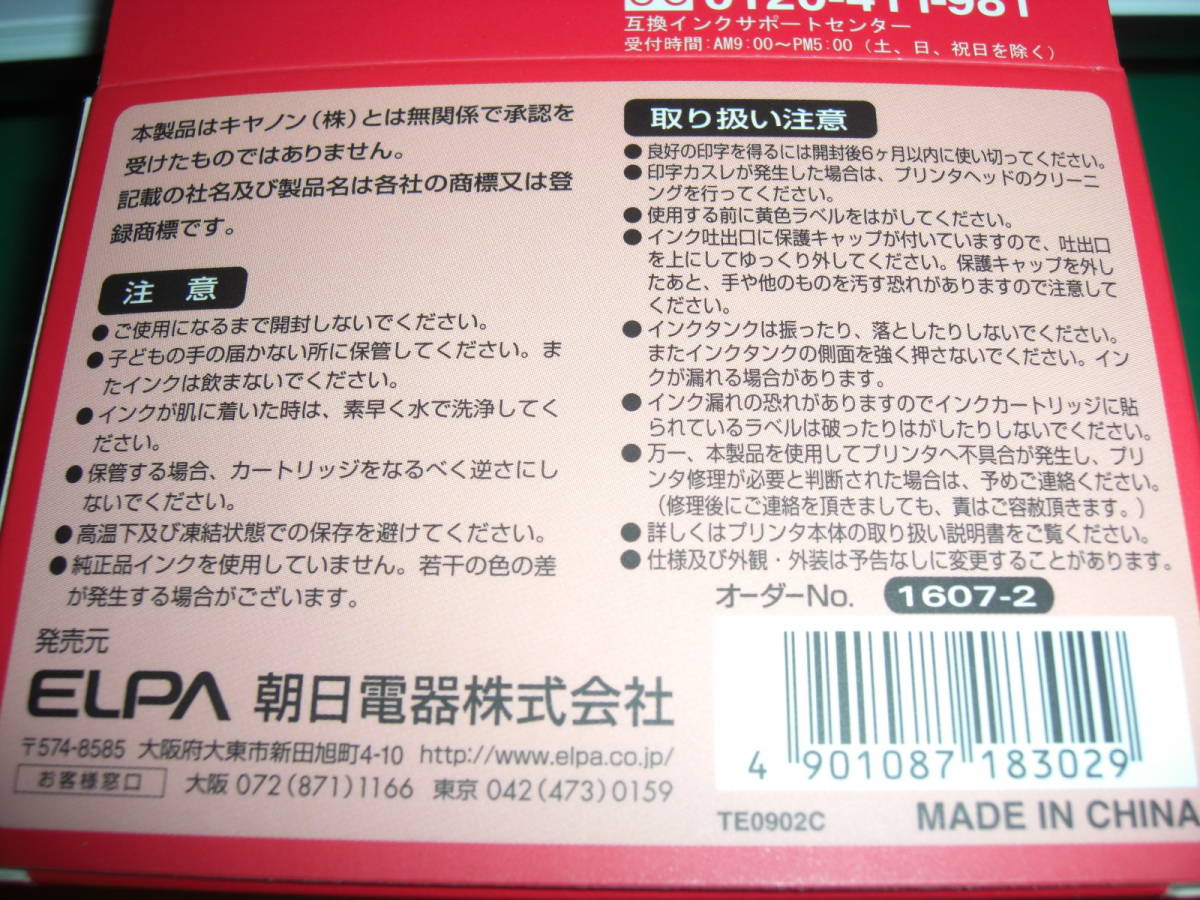 0120-411-981
互換インクサポートセンター
受付時間:AM9:00〜PM5:00(土、日、祝日を除く)
本製品はキヤノン(株)とは無関係で承認を
受けたものではありません。
記載の社名及び製品名は各社の商標又は登
録商標です。
注 意
●ご使用になるまで開封しないでください。
●子どもの手の届かない所に保管してください。ま
たインクは飲まないでください。
●インクが肌に着いた時は、素早く水で洗浄してく
ださい。
●保管する場合、カートリッジをなるべく逆さにし
ないでください。
●高温下及び凍結状態での保存を避けてください。
●純正品インクを使用していません。若干の色の差
が発生する場合がございます。
取り扱い注意
●良好の印字を得るには開封後6ヶ月以内に使い切ってください。
●印字カスレが発生した場合は、プリンタヘッドのクリーニ
ングを行ってください。
●使用する前に黄色ラベルをはがしてください。
●インク吐出口に保護キャップが付いていますので、吐出口
を上にしてゆっくり外してください。保護キャップを外し
たあと、手や他のものを汚す恐れがありますので注意して
ください。
●インクタンクは振ったり、落としたりしないでください。
またインクタンクの側面を強く押さないでください。イン
クが漏れる場合があります。
●インク漏れの恐れがありますのでインクカートリッジに貼
られているラベルは破ったりはがしたりしないでください。
●万一、本製品を使用してプリンタへ不具合が発生し、プリ
ンタ修理が必要と判断された場合は、予めご連絡ください。
(修理後にご連絡を頂きましても、責はご容赦頂きます。)
●詳しくはプリンタ本体の取り扱い説明書をご覧ください。
●仕様及び外観・外装は予告なしに変更することがあります。
オーダーNo. 1607-2
発売元
ELPA 朝日電器株式会社
〒574-8585 大阪府大東市新田旭町4-10 http://www.elpa.co.jp/
お客様窓口 大阪 072(871)1166 東京 042(473)0159
4 901087 183029
TE0902C MADE IN CHINA